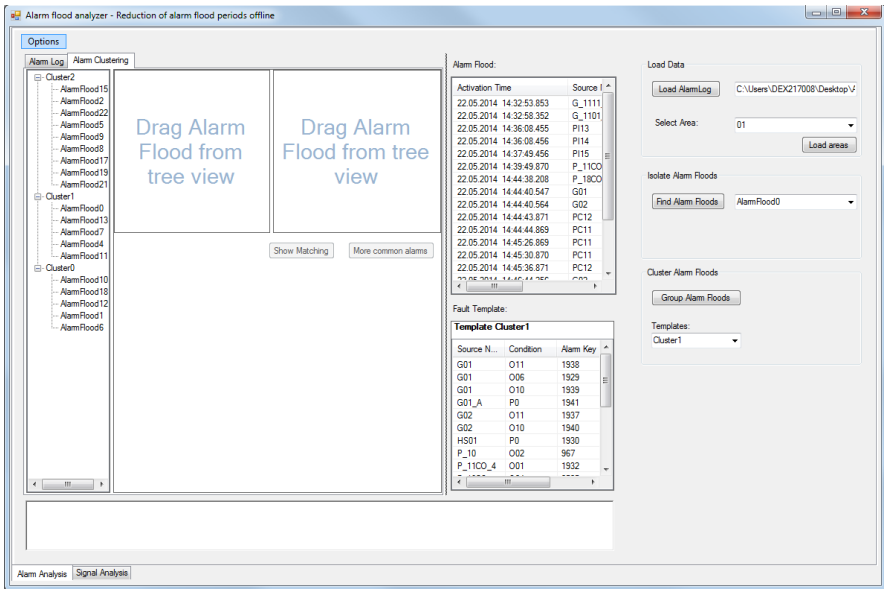 Alarm flood analyzer - Reduction of alarm flood periods offline
Options
Alarm Log Alarm Clustering
Cluster2
AlarmFlood15
AlarmFlood2
AlarmFlood22
AlarmFlood5
AlarmFlood9
AlarmFlood8
AlarmFlood17
AlarmFlood19
AlarmFlood21
Cluster1
AlarmFlood0
AlarmFlood13
AlarmFlood7
AlarmFlood4
AlarmFlood11
Cluster0
AlarmFlood10
AlarmFlood18
AlarmFlood12
AlarmFlood1
AlarmFlood6
Drag Alarm
Flood from
tree view
Drag Alarm
Flood from tree
view
Show Matching More common alarms
Alarm Flood:
Activation Time Source
22.05.2014 14:32:53.853 G_1111
22.05.2014 14:32:58.352 G_1101
22.05.2014 14:36:08.455 PI13
22.05.2014 14:36:08.456 PI14
22.05.2014 14:37:49.456 PI15
22.05.2014 14:39:49.870 P_11CO
22.05.2014 14:44:38.208 P_18CO
22.05.2014 14:44:40.547 G01
22.05.2014 14:44:40.564 G02
22.05.2014 14:44:43.871 PC12
22.05.2014 14:44:44.869 PC11
22.05.2014 14:45:26.869 PC11
22.05.2014 14:45:30.870 PC11
22.05.2014 14:45:36.871 PC12
Fault Template:
Template Cluster1
Source N... Condition Alarm Key
G01 O11 1938
G01 O06 1929
G01 O10 1939
G01_A P0 1941
G02 O11 1937
G02 O10 1940
HS01 P0 1930
P_10 O02 967
P_11CO_4 O01 1932
Load Data
Load AlarmLog C:\Users\DEX217008\Desktop\A
Select Area: 01
Load areas
Isolate Alarm Floods
Find Alarm Floods AlarmFlood0
Cluster Alarm Floods
Group Alarm Floods
Templates:
Cluster1
Alarm Analysis Signal Analysis